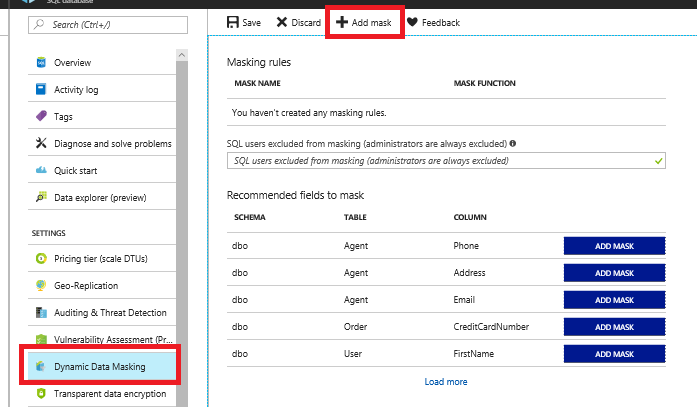 SQL database
Search (Ctrl+/)
Save
Discard
Add mask
Feedback
Overview
Activity log
Tags
Diagnose and solve problems
Quick start
Data explorer (preview)
SETTINGS
Pricing tier (scale DTUs)
Geo-Replication
Auditing & Threat Detection
Vulnerability Assessment (Pr...
Dynamic Data Masking
Transparent data encryption
Masking rules
MASK NAME MASK FUNCTION
You haven't created any masking rules.
SQL users excluded from masking (administrators are always excluded)
SQL users excluded from masking (administrators are always excluded)
Recommended fields to mask
SCHEMA TABLE COLUMN
dbo Agent Phone ADD MASK
dbo Agent Address ADD MASK
dbo Agent Email ADD MASK
dbo Order CreditCardNumber ADD MASK
dbo User FirstName ADD MASK
Load more